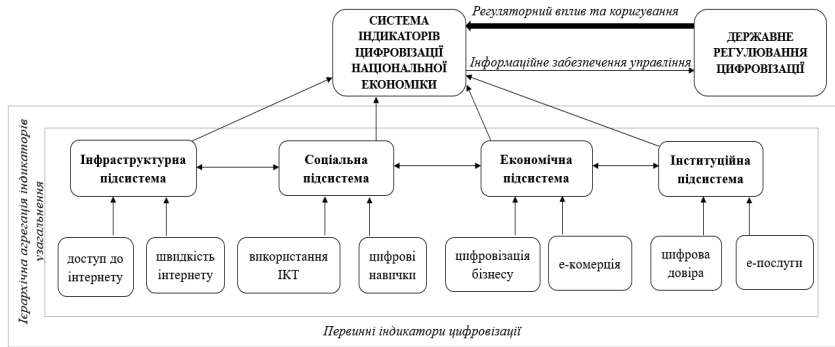 СИСТЕМА
ІНДИКАТОРІВ
ЦИФРОВІЗАЦІЇ
НАЦІОНАЛЬНОЇ
ЕКОНОМІКИ
Регуляторний вплив та коригування
Інформаційне забезпечення управління
ДЕРЖАВНЕ
РЕГУЛЮВАННЯ
ЦИФРОВІЗАЦІЇ
Ієрархічна агрегація індикаторів
узагальнення
Інфраструктурна
підсистема
Соціальна
підсистема
Економічна
підсистема
Інституційна
підсистема
доступ до
інтернету
швидкість
інтернету
використання
ІКТ
цифрові
навички
цифровізація
бізнесу
е-комерція
цифрова
довіра
е-послуги
Первинні індикатори цифровізації